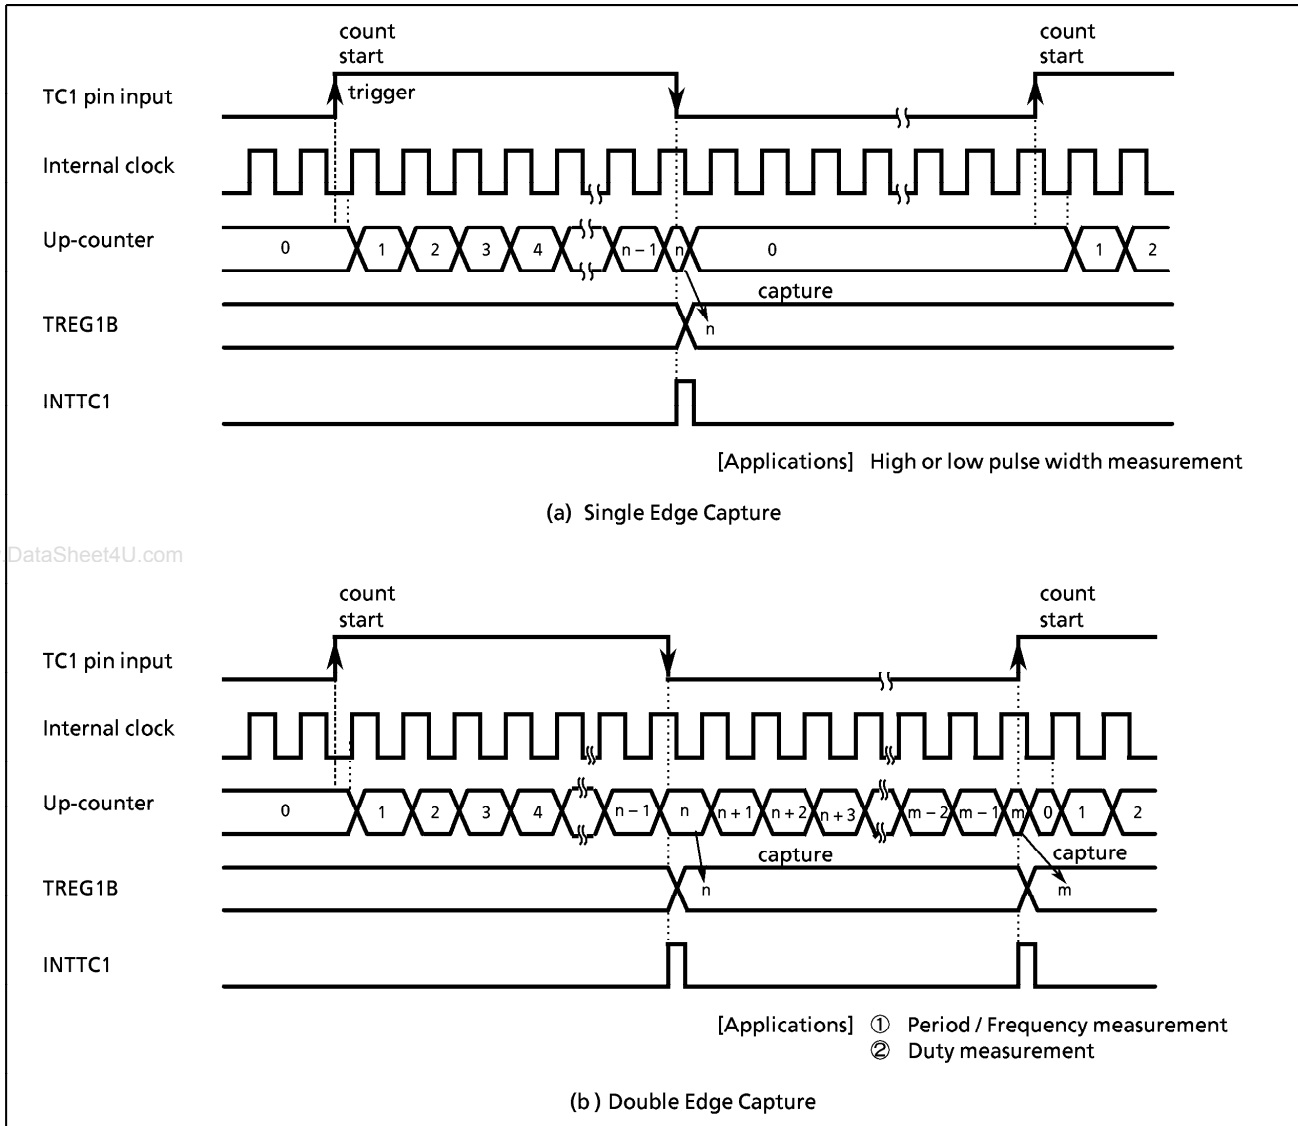 count
start
count
start
TC1 pin input
trigger
Internal clock
Up-counter
0 1 2 3 4 n – 1 n 0 1 2
capture
TREG1B
n
INTTC1
[Applications] High or low pulse width measurement
(a) Single Edge Capture
.DataSheet4U.com
count
start
count
start
TC1 pin input
Internal clock
Up-counter
0 1 2 3 4 n – 1 n n + 1 n + 2 n + 3 m – 2 m – 1 m 0 1 2
capture
capture
TREG1B
n
m
INTTC1
[Applications] ① Period / Frequency measurement
② Duty measurement
(b ) Double Edge Capture